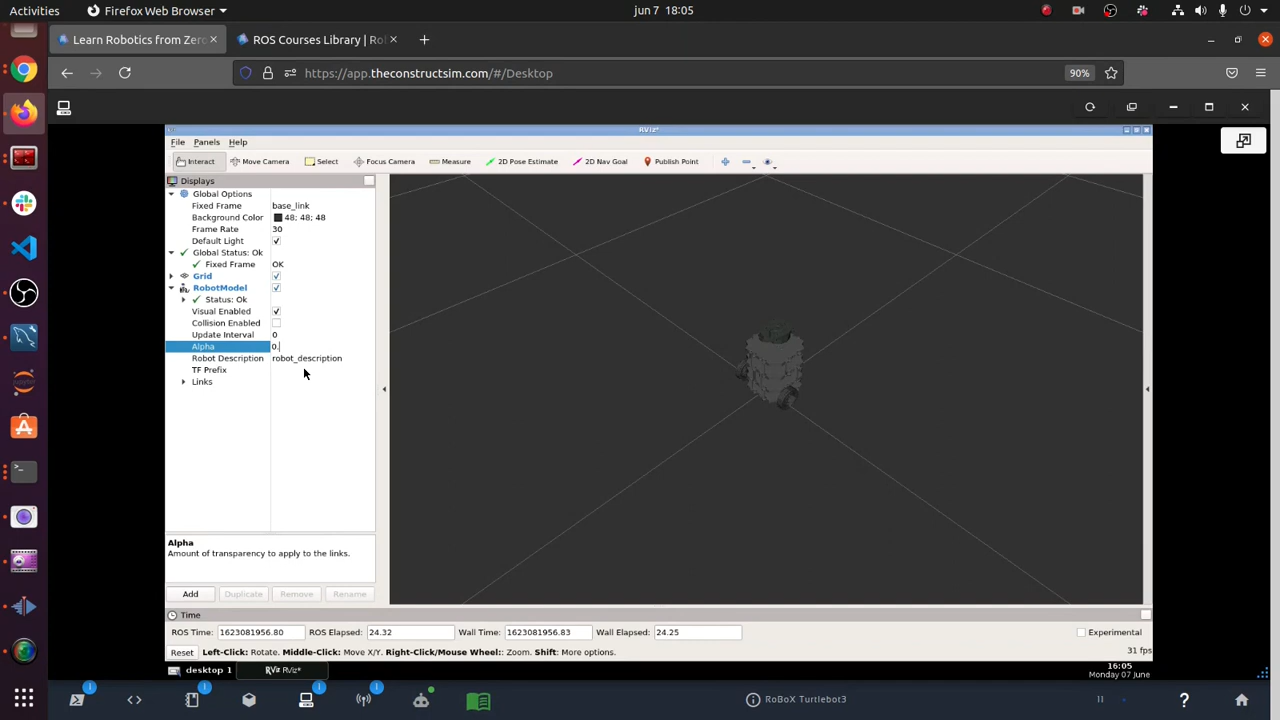 Activities
Firefox Web Browser
jun 7 18:05
Learn Robotics from Zero
ROS Courses Library | Ro
https://app.theconstructsim.com/#/Desktop
90%
RViz*
File Panels Help
Interact Move Camera Select Focus Camera Measure 2D Pose Estimate 2D Nav Goal Publish Point
Displays
Global Options
Fixed Frame base_link
Background Color 48; 48; 48
Frame Rate 30
Default Light
Global Status: Ok
Fixed Frame OK
Grid
RobotModel
Status: Ok
Visual Enabled
Collision Enabled
Update Interval 0
Alpha 0.
Robot Description robot_description
TF Prefix
Links
Alpha
Amount of transparency to apply to the links.
Add Duplicate Remove Rename
Time
ROS Time: 1623081956.80 ROS Elapsed: 24.32 Wall Time: 1623081956.83 Wall Elapsed: 24.25 Experimental
Reset Left-Click: Rotate. Middle-Click: Move X/Y. Right-Click/Mouse Wheel:: Zoom. Shift: More options. 31 fps
desktop 1 RViz*
16:05
Monday 07 June
1 1 1 1
RoBoX Turtlebot3